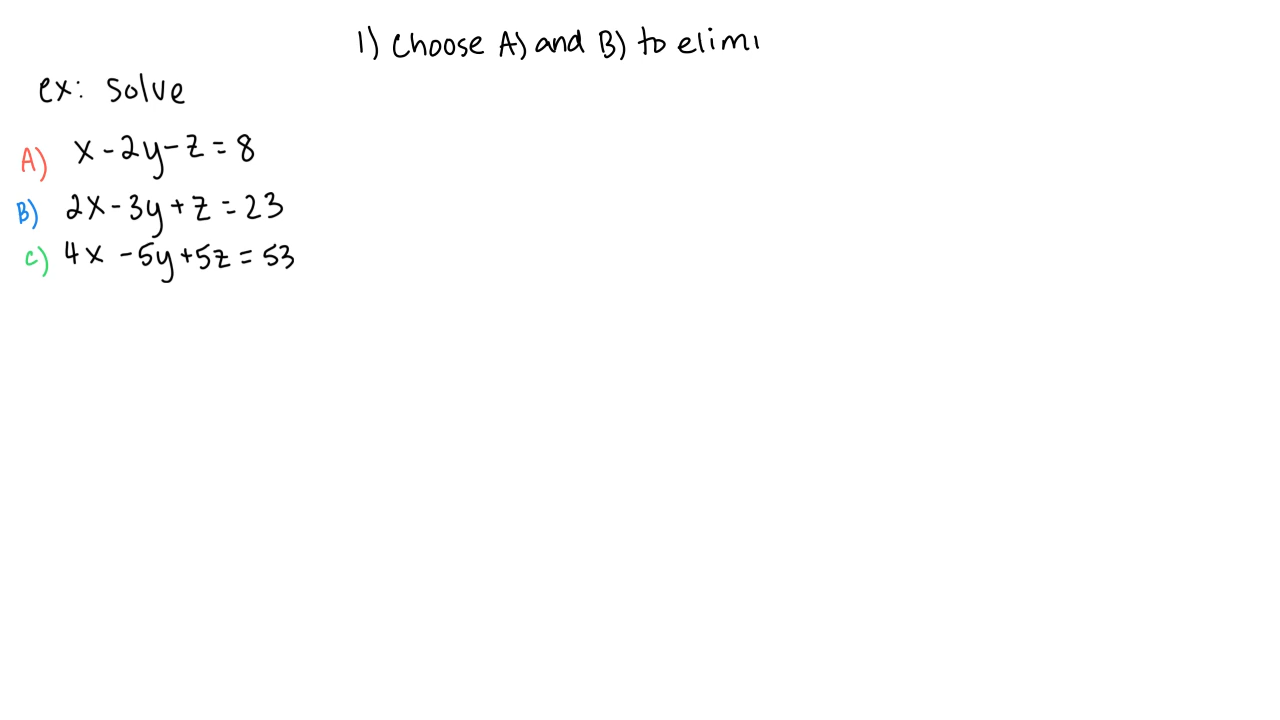 1) Choose A) and B) to elimi
ex: Solve
A) x - 2y - z = 8
B) 2x - 3y + z = 23
C) 4x - 5y + 5z = 53